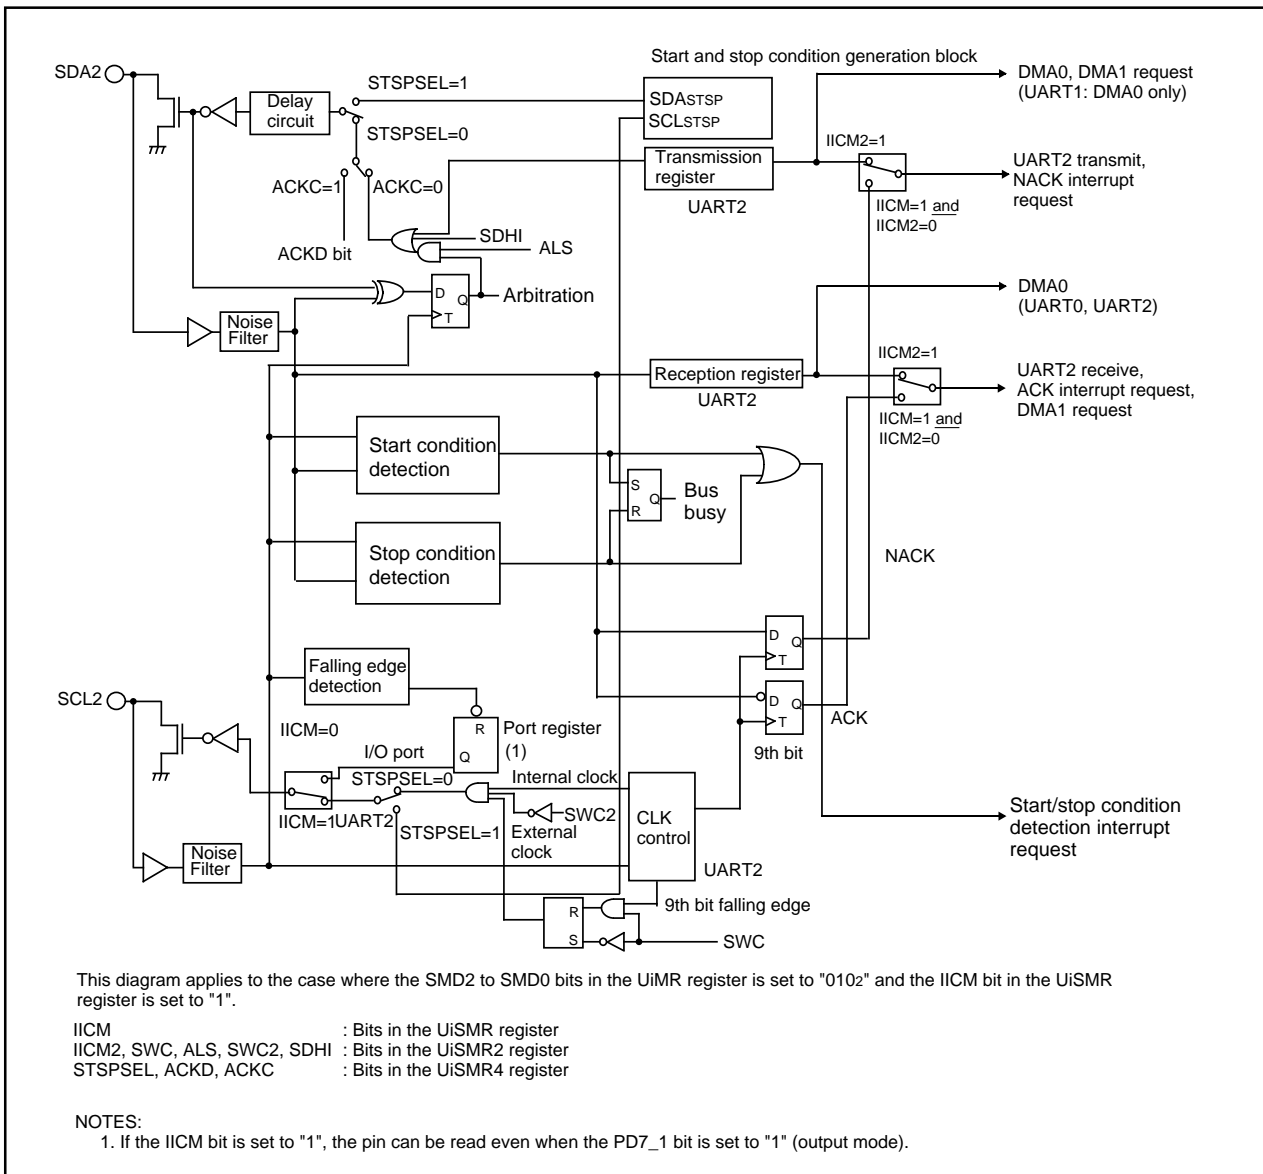 Start and stop condition generation block
SDA2
STSPSEL=1
Delay
circuit
STSPSEL=0
SDASTSP
SCLSTSP
DMA0, DMA1 request
(UART1: DMA0 only)
IICM2=1
Transmission
register
UART2
UART2 transmit,
NACK interrupt
request
ACKC=1
ACKC=0
IICM=1 and
IICM2=0
SDHI
ALS
ACKD bit
D
Q
T
Arbitration
DMA0
(UART0, UART2)
Noise
Filter
IICM2=1
Reception register
UART2
UART2 receive,
ACK interrupt request,
DMA1 request
IICM=1 and
IICM2=0
Start condition
detection
S
Q
R
Bus
busy
Stop condition
detection
NACK
D
Q
T
Falling edge
detection
SCL2
D
Q
T
ACK
9th bit
IICM=0
R
Q
Port register
(1)
I/O port
STSPSEL=0
Internal clock
IICM=1
UART2
STSPSEL=1
SWC2
External
clock
CLK
control
UART2
Start/stop condition
detection interrupt
request
Noise
Filter
9th bit falling edge
R
S
SWC
This diagram applies to the case where the SMD2 to SMD0 bits in the UiMR register is set to "0102" and the IICM bit in the UiSMR
register is set to "1".
IICM : Bits in the UiSMR register
IICM2, SWC, ALS, SWC2, SDHI : Bits in the UiSMR2 register
STSPSEL, ACKD, ACKC : Bits in the UiSMR4 register
NOTES:
1. If the IICM bit is set to "1", the pin can be read even when the PD7_1 bit is set to "1" (output mode).